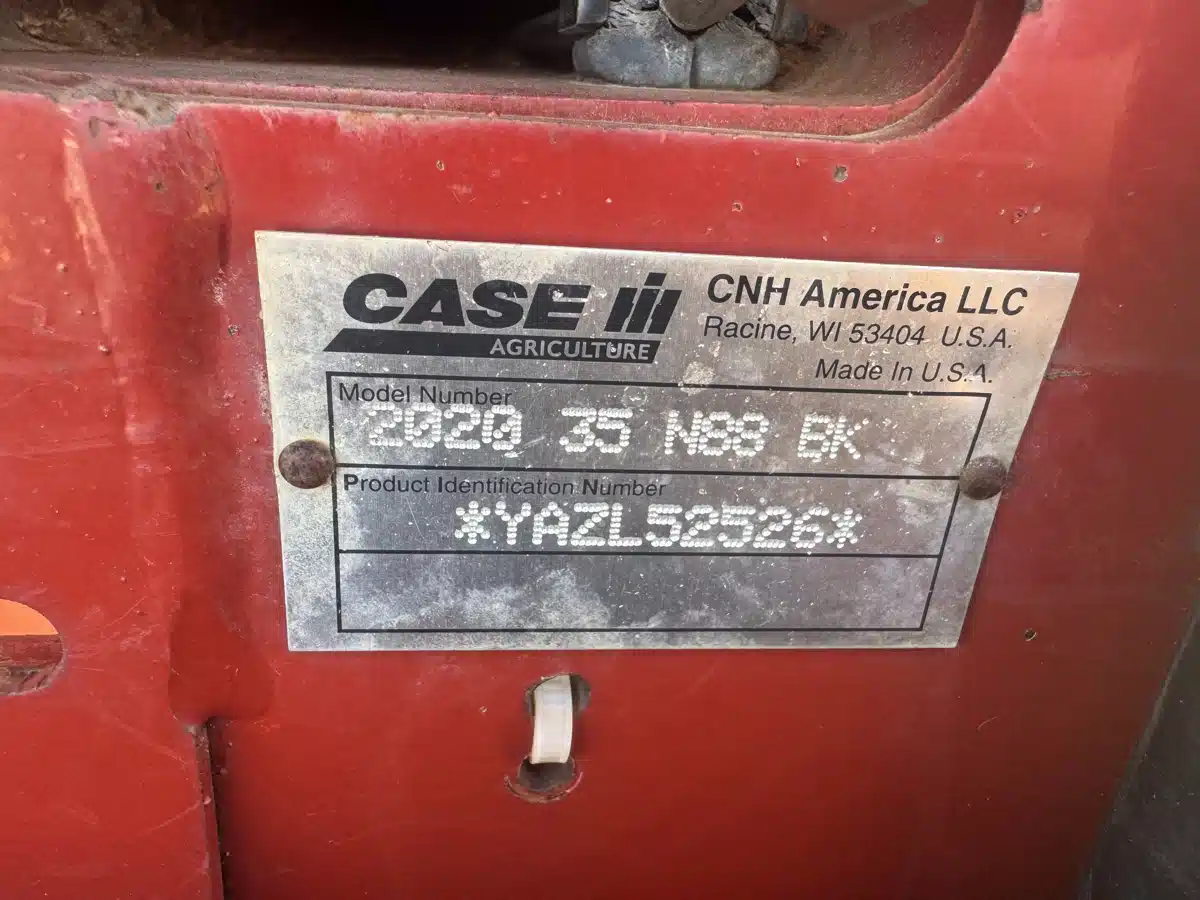 CASE IH
AGRICULTURE
CNH America LLC
Racine, WI 53404 U.S.A.
Made In U.S.A.
Model Number
2020 35 N88 BK
Product Identification Number
*YAZL52526*